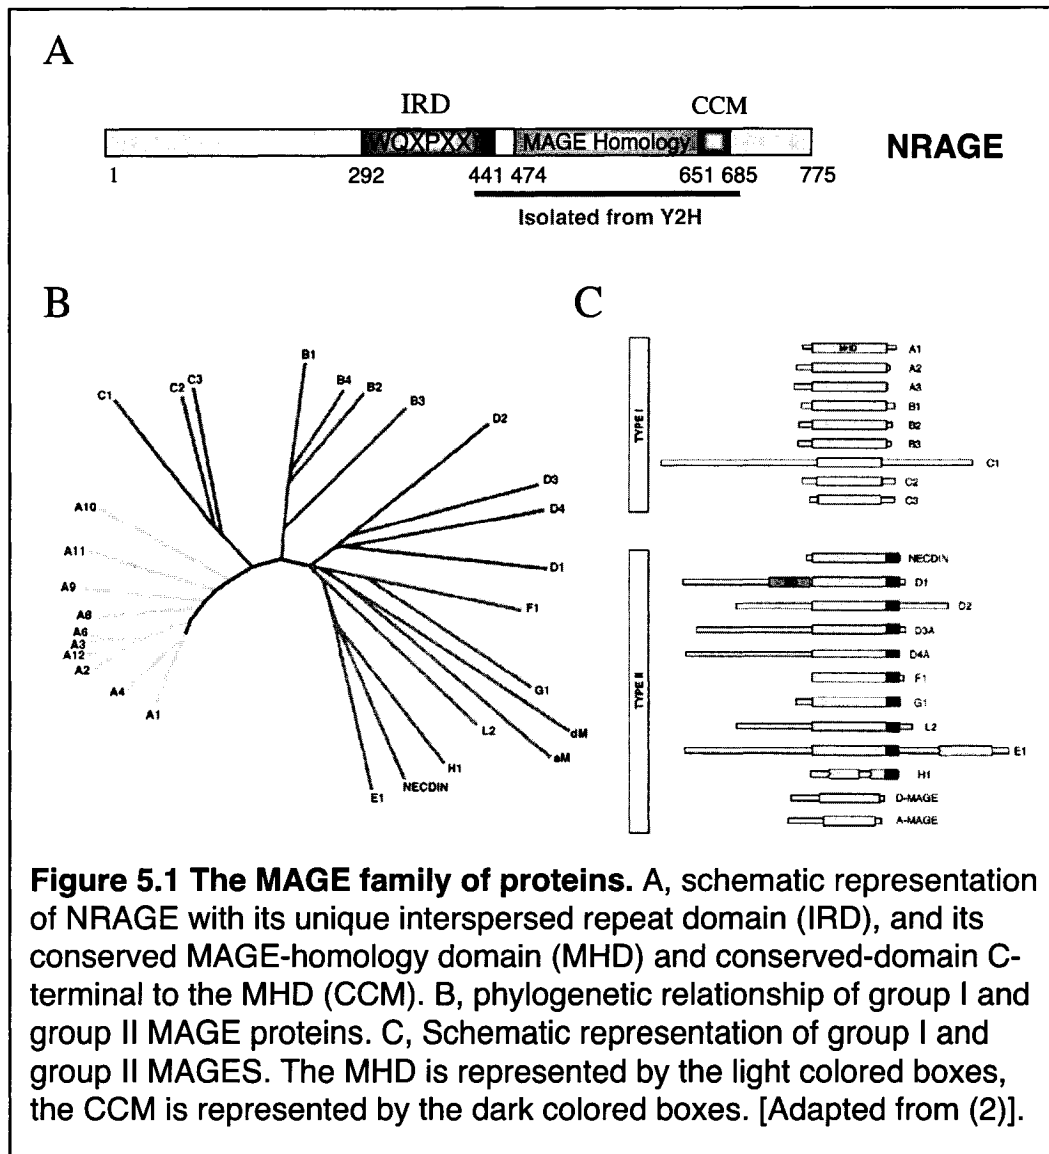 A
IRD
CCM
WQXPXX
MAGE Homology
NRAGE
1
292
441
474
651
685
775
Isolated from Y2H
B
B1
B4
B2
B3
C1
C2
C3
D2
D3
D4
D1
F1
G1
dM
aM
L2
H1
NECDIN
E1
A10
A11
A9
A8
A6
A3
A12
A2
A4
A1
C
TYPE I
MHD
A1
A2
A3
B1
B2
B3
C1
C2
C3
TYPE II
NECDIN
D1
D2
D3A
D4A
F1
G1
L2
E1
H1
D-MAGE
A-MAGE
Figure 5.1 The MAGE family of proteins. A, schematic representation
of NRAGE with its unique interspersed repeat domain (IRD), and its
conserved MAGE-homology domain (MHD) and conserved-domain C-
terminal to the MHD (CCM). B, phylogenetic relationship of group I and
group II MAGE proteins. C, Schematic representation of group I and
group II MAGES. The MHD is represented by the light colored boxes,
the CCM is represented by the dark colored boxes. [Adapted from (2)].